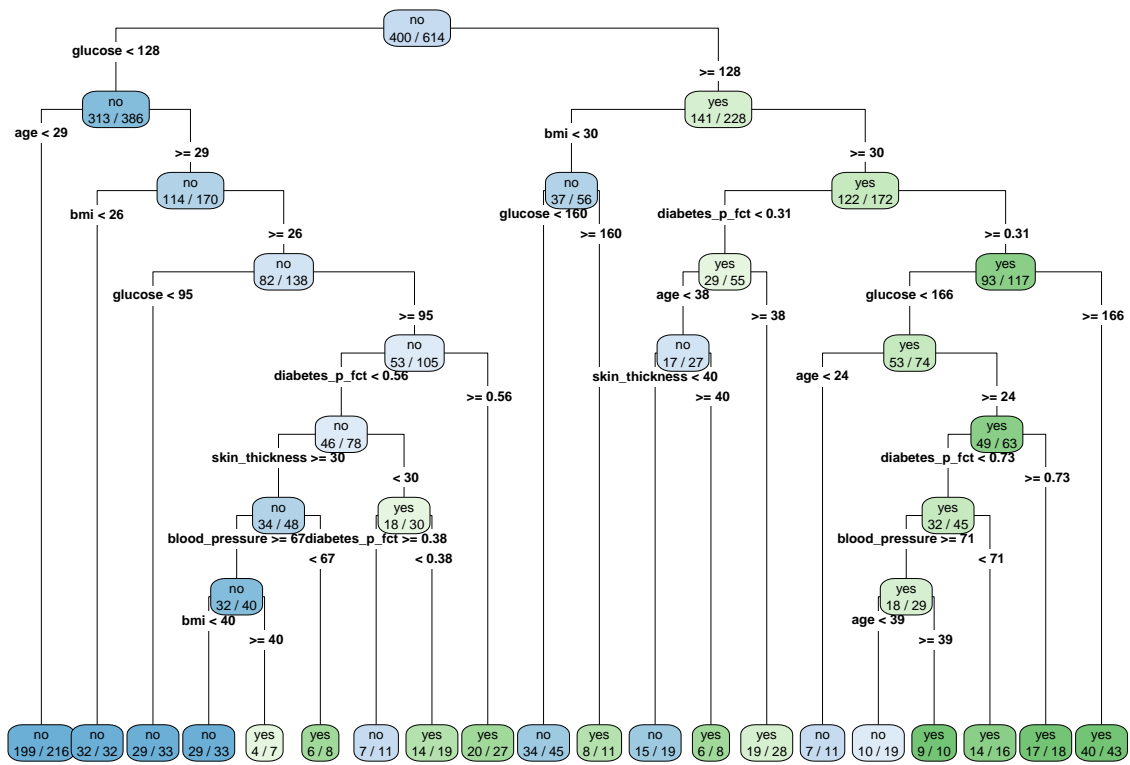 no
400 / 614
glucose < 128
>= 128
no
313 / 386
yes
141 / 228
age < 29
>= 29
bmi < 30
>= 30
no
114 / 170
no
37 / 56
yes
122 / 172
bmi < 26
>= 26
glucose < 160
>= 160
diabetes_p_fct < 0.31
>= 0.31
no
82 / 138
yes
29 / 55
yes
93 / 117
glucose < 95
>= 95
age < 38
>= 38
glucose < 166
>= 166
no
53 / 105
no
17 / 27
yes
53 / 74
diabetes_p_fct < 0.56
>= 0.56
skin_thickness < 40
>= 40
age < 24
>= 24
no
46 / 78
yes
49 / 63
skin_thickness >= 30
< 30
diabetes_p_fct < 0.73
>= 0.73
no
34 / 48
yes
18 / 30
yes
32 / 45
blood_pressure >= 67
< 67
diabetes_p_fct >= 0.38
< 0.38
blood_pressure >= 71
< 71
no
32 / 40
yes
18 / 29
bmi < 40
>= 40
age < 39
>= 39
no
199 / 216
no
32 / 32
no
29 / 33
no
29 / 33
yes
4 / 7
yes
6 / 8
no
7 / 11
yes
14 / 19
yes
20 / 27
no
34 / 45
yes
8 / 11
no
15 / 19
yes
6 / 8
yes
19 / 28
no
7 / 11
no
10 / 19
yes
9 / 10
yes
14 / 16
yes
17 / 18
yes
40 / 43